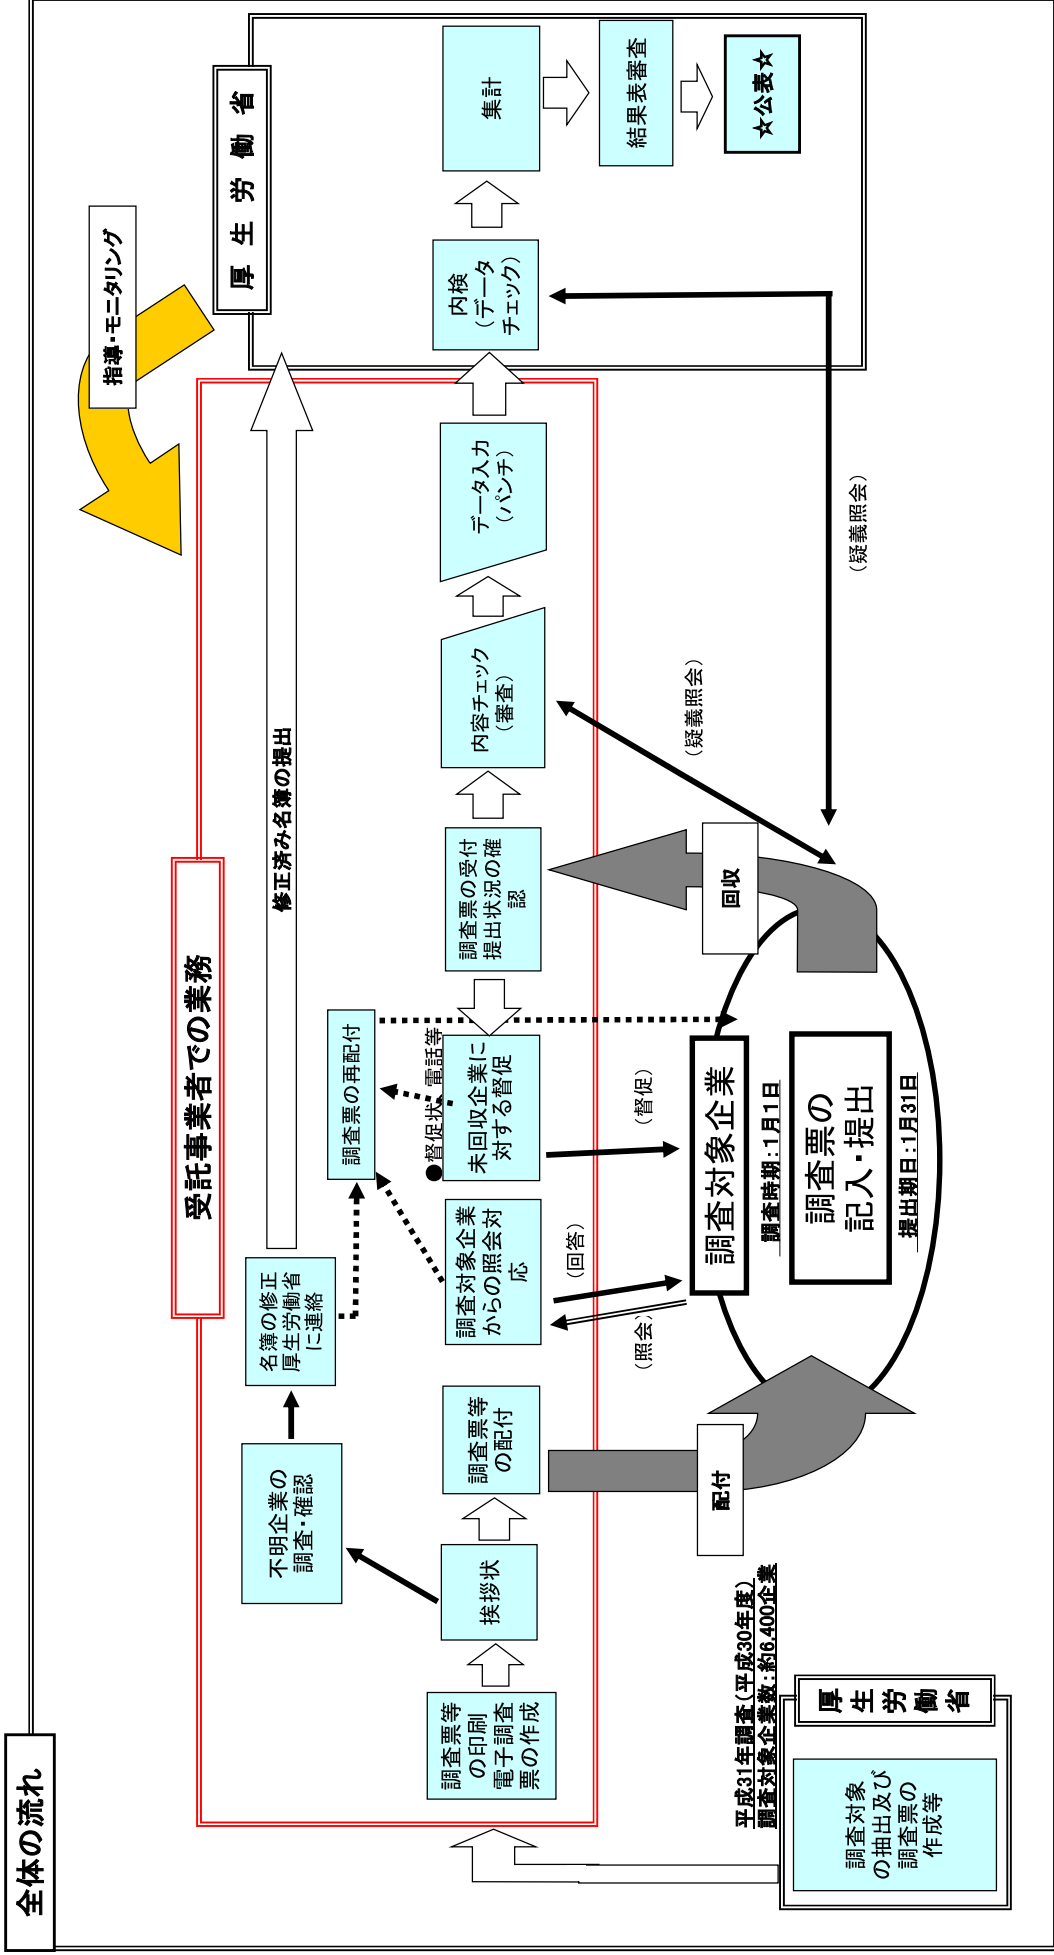 全体の流れ
指導・モニタリング
厚生労働省
受託事業者での業務
修正済み名簿の提出
不明企業の
調査・確認
名簿の修正
厚生労働省
に連絡
調査票の再配付
●督促状、電話等
調査票等
の印刷
電子調査
票の作成
挨拶状
調査票等
の配付
調査対象企業
からの照会対
応
未回収企業に
対する督促
調査票の受付
提出状況の確
認
内容チェック
（審査）
データ入力
（パンチ）
内検
（データ
チェック）
集計
結果表審査
☆公表☆
（照会）
（回答）
（督促）
（疑義照会）
（疑義照会）
配付
回収
調査対象企業
調査時期：1月1日
調査票の
記入・提出
提出期日：1月31日
平成31年調査（平成30年度）
調査対象企業数：約6,400企業
厚生労働省
調査対象
の抽出及び
調査票の
作成等